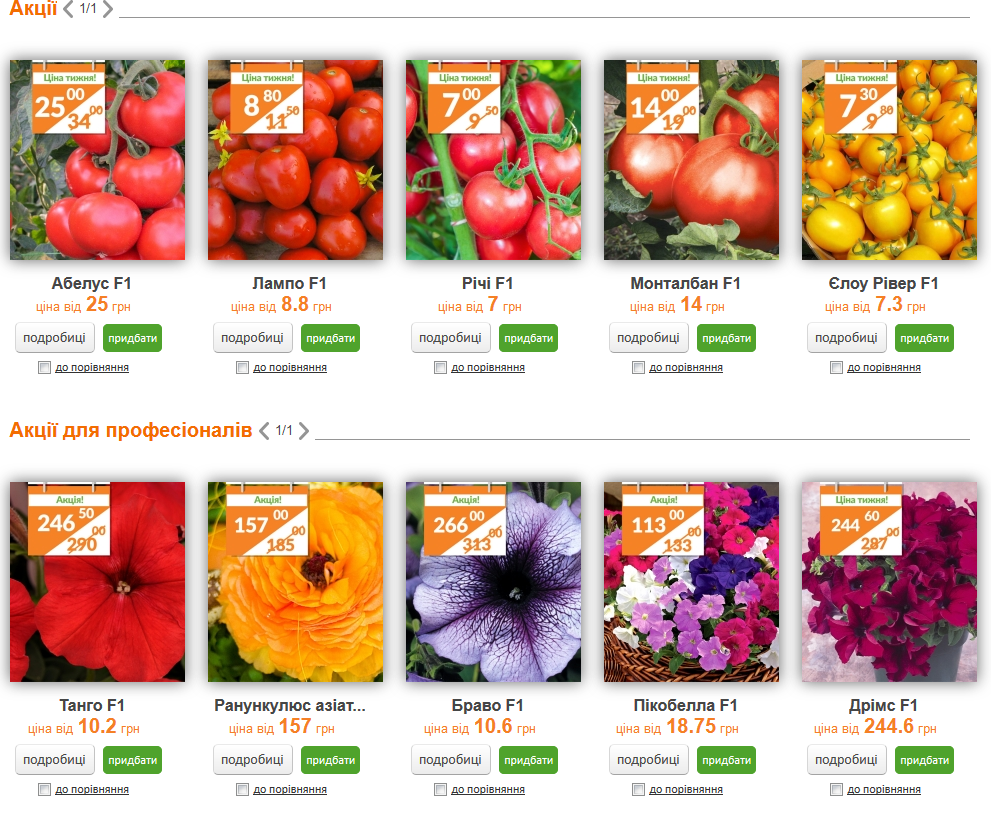 Акції 1/1
Ціна тижня! Ціна тижня! Ціна тижня! Ціна тижня! Ціна тижня!
25 00 8 80 7 00 14 00 7 30
34 00 11 50 9 50 19 00 9 80
Абелус F1 Лампо F1 Річі F1 Монталбан F1 Єлоу Рівер F1
ціна від 25 грн ціна від 8.8 грн ціна від 7 грн ціна від 14 грн ціна від 7.3 грн
подробиці придбати подробиці придбати подробиці придбати подробиці придбати подробиці придбати
до порівняння до порівняння до порівняння до порівняння до порівняння
Акції для професіоналів 1/1
Акція! Акція! Акція! Акція! Ціна тижня!
246 50 157 00 266 00 113 00 244 60
290 00 185 00 313 00 133 00 287 00
Танго F1 Ранункулюс азіат... Браво F1 Пікобелла F1 Дрімс F1
ціна від 10.2 грн ціна від 157 грн ціна від 10.6 грн ціна від 18.75 грн ціна від 244.6 грн
подробиці придбати подробиці придбати подробиці придбати подробиці придбати подробиці придбати
до порівняння до порівняння до порівняння до порівняння до порівняння